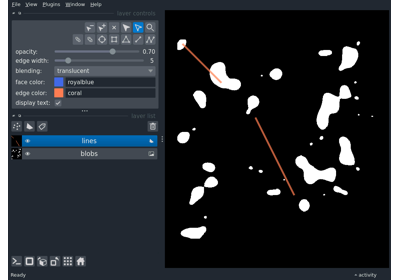 File View Plugins Window Help
layer controls
opacity: 0.70
edge width: 5
blending: translucent
face color: royalblue
edge color: coral
display text:
layer list
lines
blobs
activity